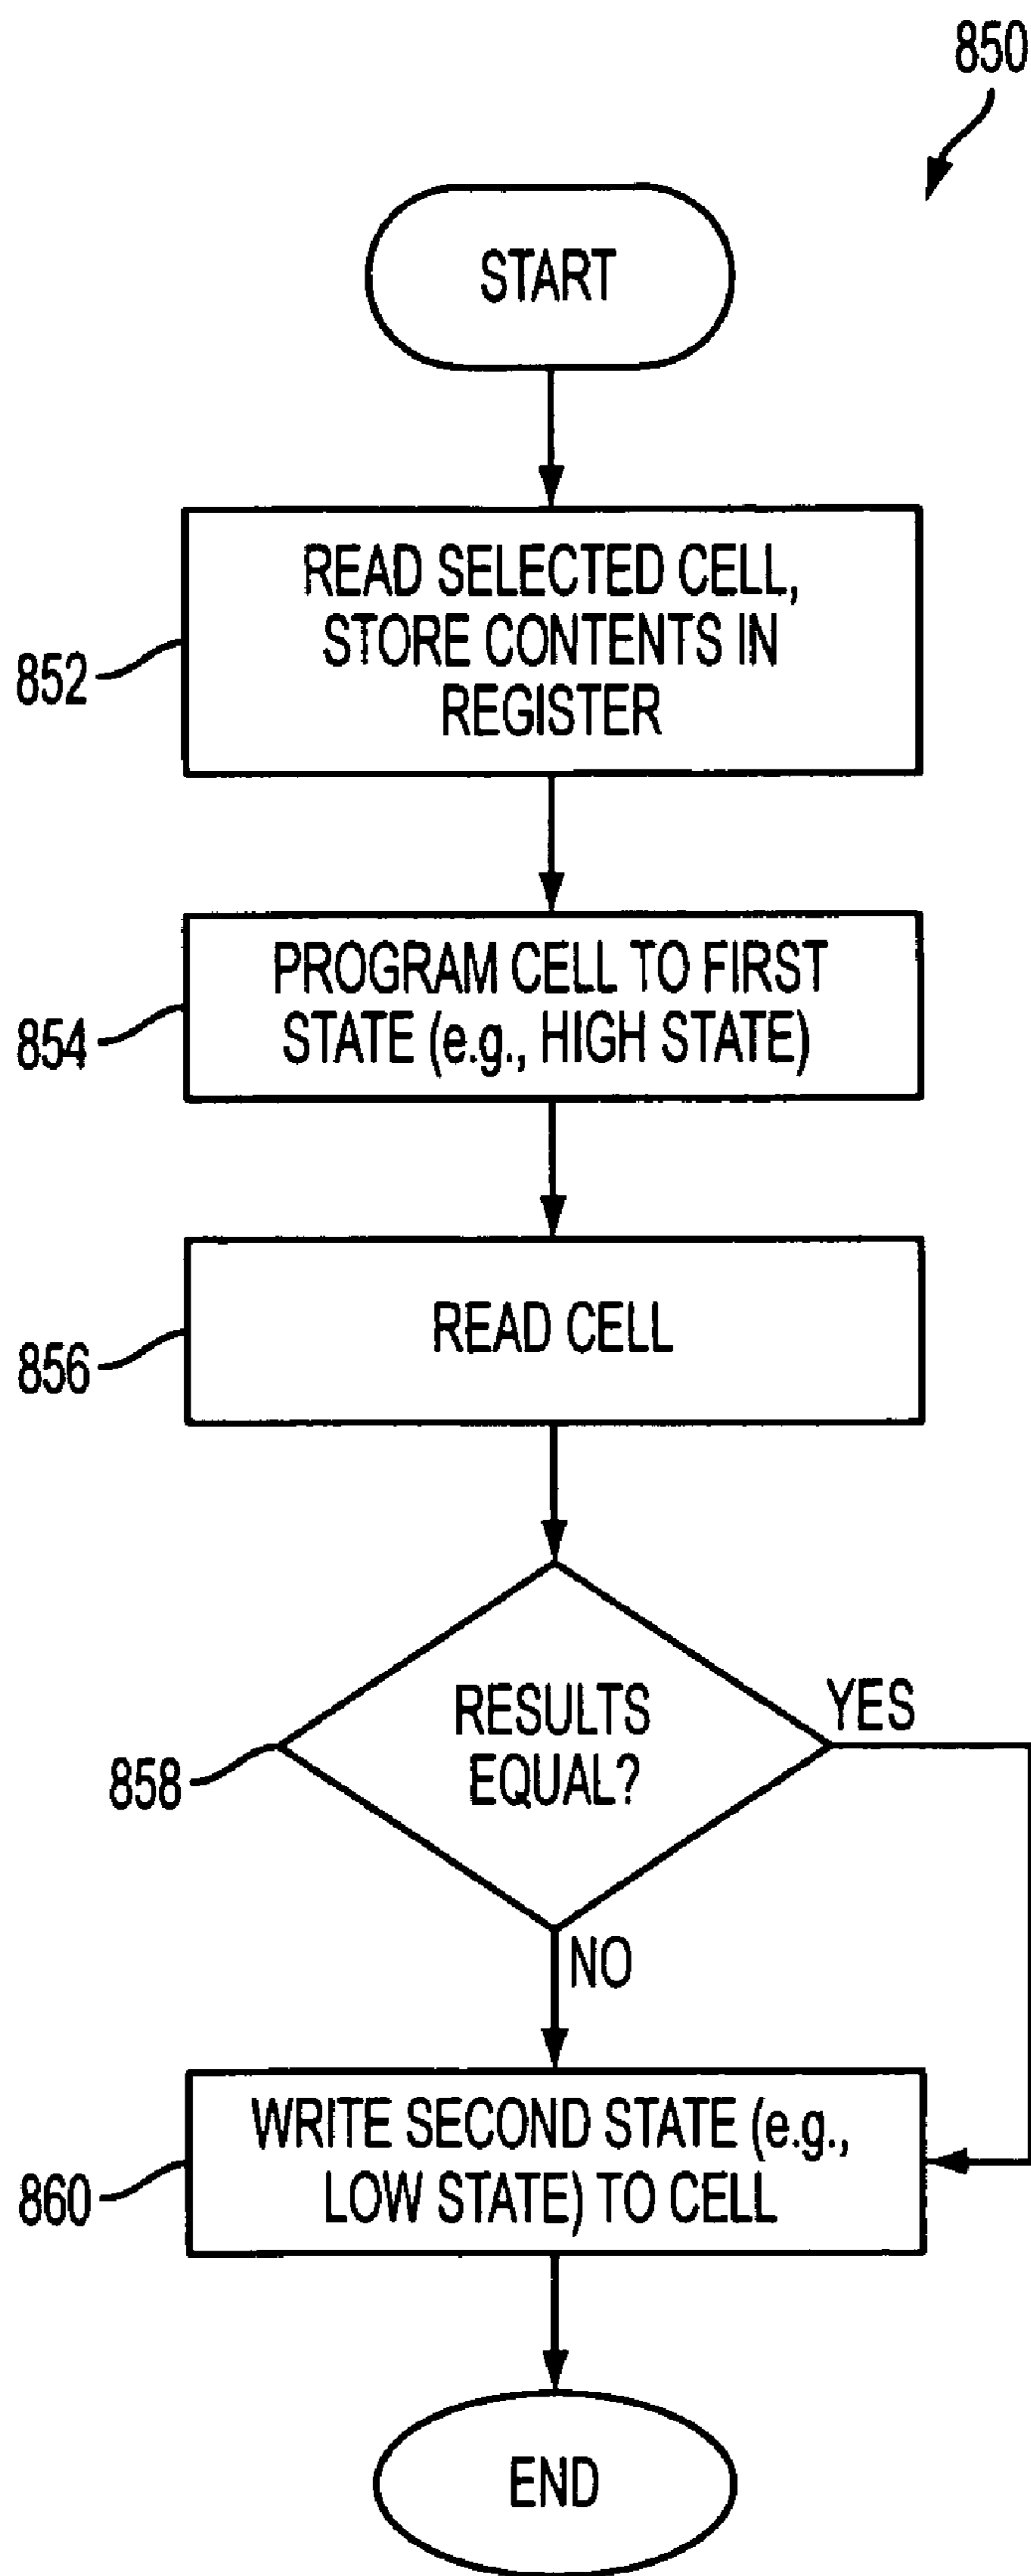 850
START
READ SELECTED CELL,
STORE CONTENTS IN
REGISTER
852
PROGRAM CELL TO FIRST
STATE (e.g., HIGH STATE)
854
READ CELL
856
RESULTS
EQUAL?
YES
858
NO
WRITE SECOND STATE (e.g.,
LOW STATE) TO CELL
860
END